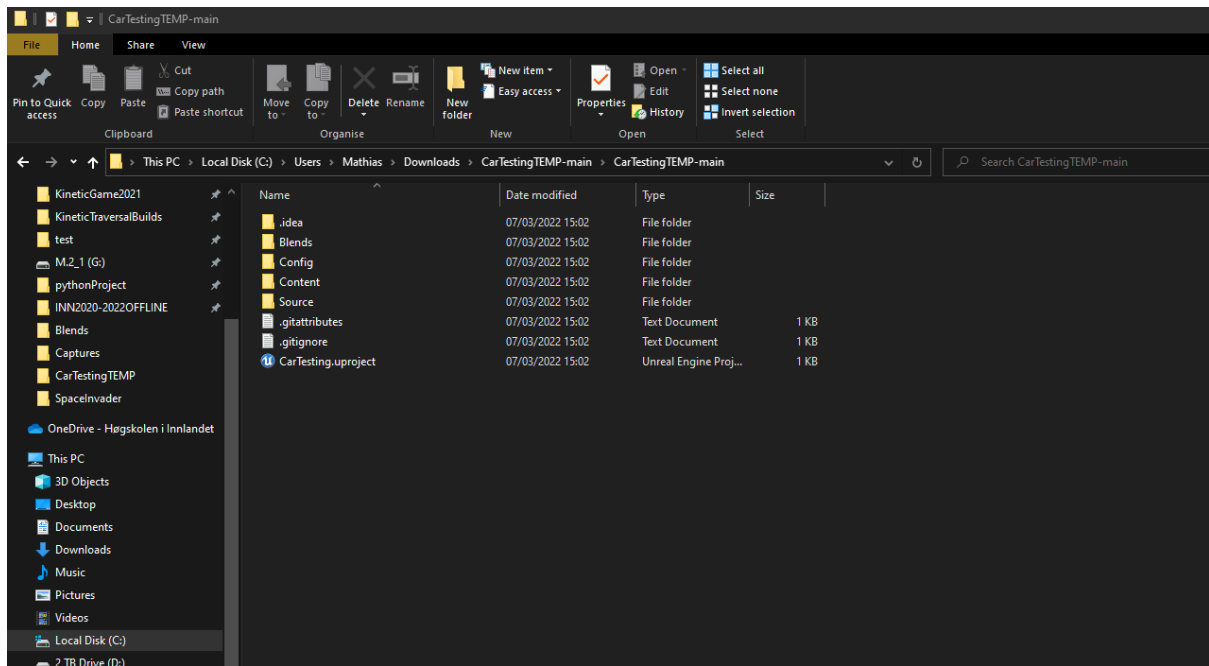 CarTestingTEMP-main
File Home Share View
Pin to Quick access
Copy
Paste
Cut
Copy path
Paste shortcut
Clipboard
Move to
Copy to
Delete
Rename
Organise
New folder
New item
Easy access
New
Properties
Open
Edit
History
Open
Select all
Select none
Invert selection
Select
This PC > Local Disk (C:) > Users > Mathias > Downloads > CarTestingTEMP-main > CarTestingTEMP-main
Search CarTestingTEMP-main
KineticGame2021
KineticTraversalBuilds
test
M.2_1 (G:)
pythonProject
INN2020-2022OFFLINE
Blends
Captures
CarTestingTEMP
SpaceInvader
OneDrive - Høgskolen i Innlandet
This PC
3D Objects
Desktop
Documents
Downloads
Music
Pictures
Videos
Local Disk (C:)
2 TB Drive (D:)
Name Date modified Type Size
.idea 07/03/2022 15:02 File folder
Blends 07/03/2022 15:02 File folder
Config 07/03/2022 15:02 File folder
Content 07/03/2022 15:02 File folder
Source 07/03/2022 15:02 File folder
.gitattributes 07/03/2022 15:02 Text Document 1 KB
.gitignore 07/03/2022 15:02 Text Document 1 KB
CarTesting.uproject 07/03/2022 15:02 Unreal Engine Proj... 1 KB